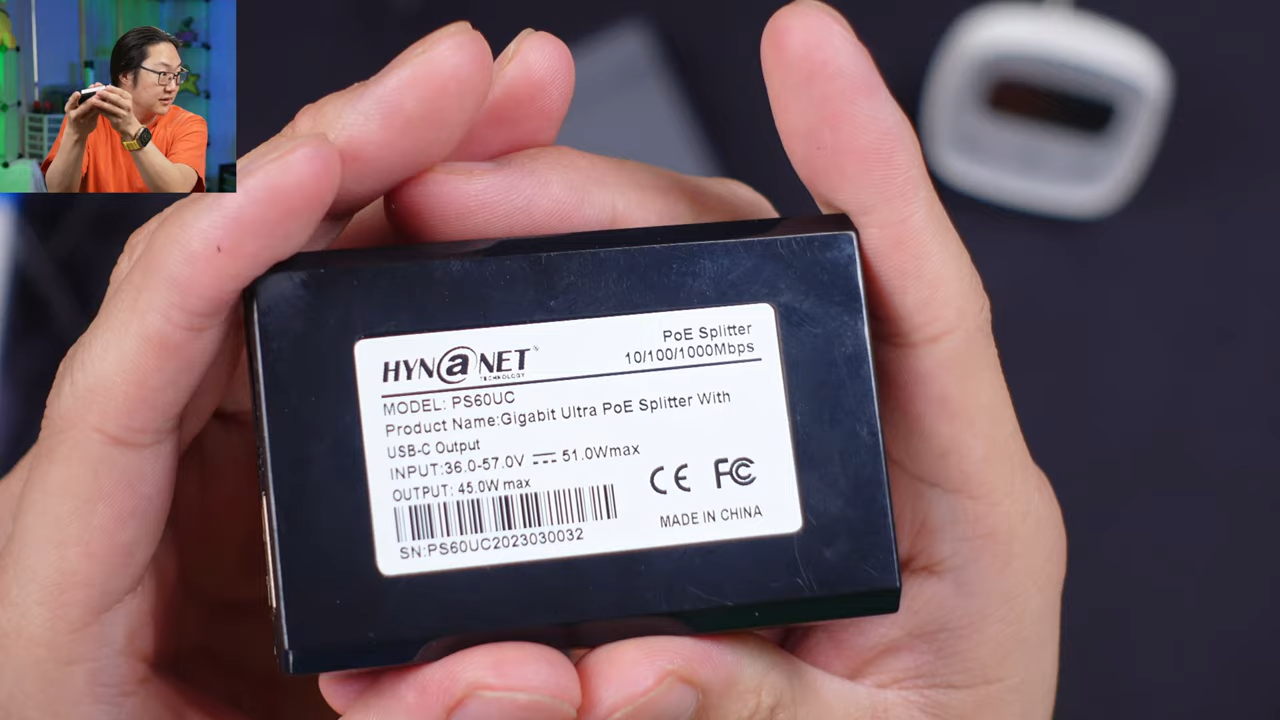 HYN@NET
TECHNOLOGY
PoE Splitter
10/100/1000Mbps
MODEL: PS60UC
Product Name:Gigabit Ultra PoE Splitter With
USB-C Output
INPUT:36.0-57.0V ⎓ 51.0Wmax
OUTPUT: 45.0W max
SN:PS60UC2023030032
CE FC
MADE IN CHINA